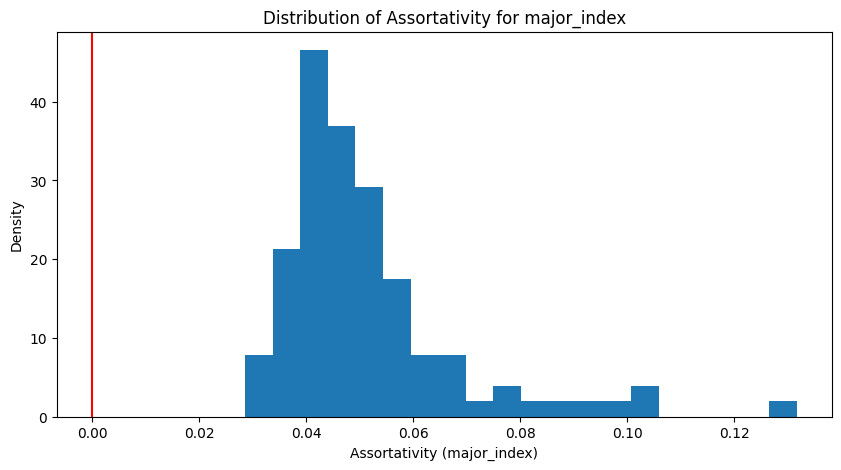 Distribution of Assortativity for major_index
Density
40
30
20
10
0
0.00 0.02 0.04 0.06 0.08 0.10 0.12
Assortativity (major_index)